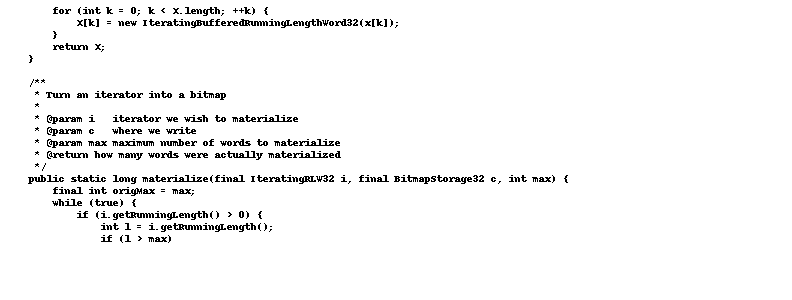 for (int k = 0; k < X.length; ++k) {
X[k] = new IteratingBufferedRunningLengthWord32(x[k]);
}
return X;
}
/**
* Turn an iterator into a bitmap
*
* @param i   iterator we wish to materialize
* @param c   where we write
* @param max maximum number of words to materialize
* @return how many words were actually materialized
*/
public static long materialize(final IteratingRLW32 i, final BitmapStorage32 c, int max) {
final int origMax = max;
while (true) {
if (i.getRunningLength() > 0) {
int l = i.getRunningLength();
if (l > max)